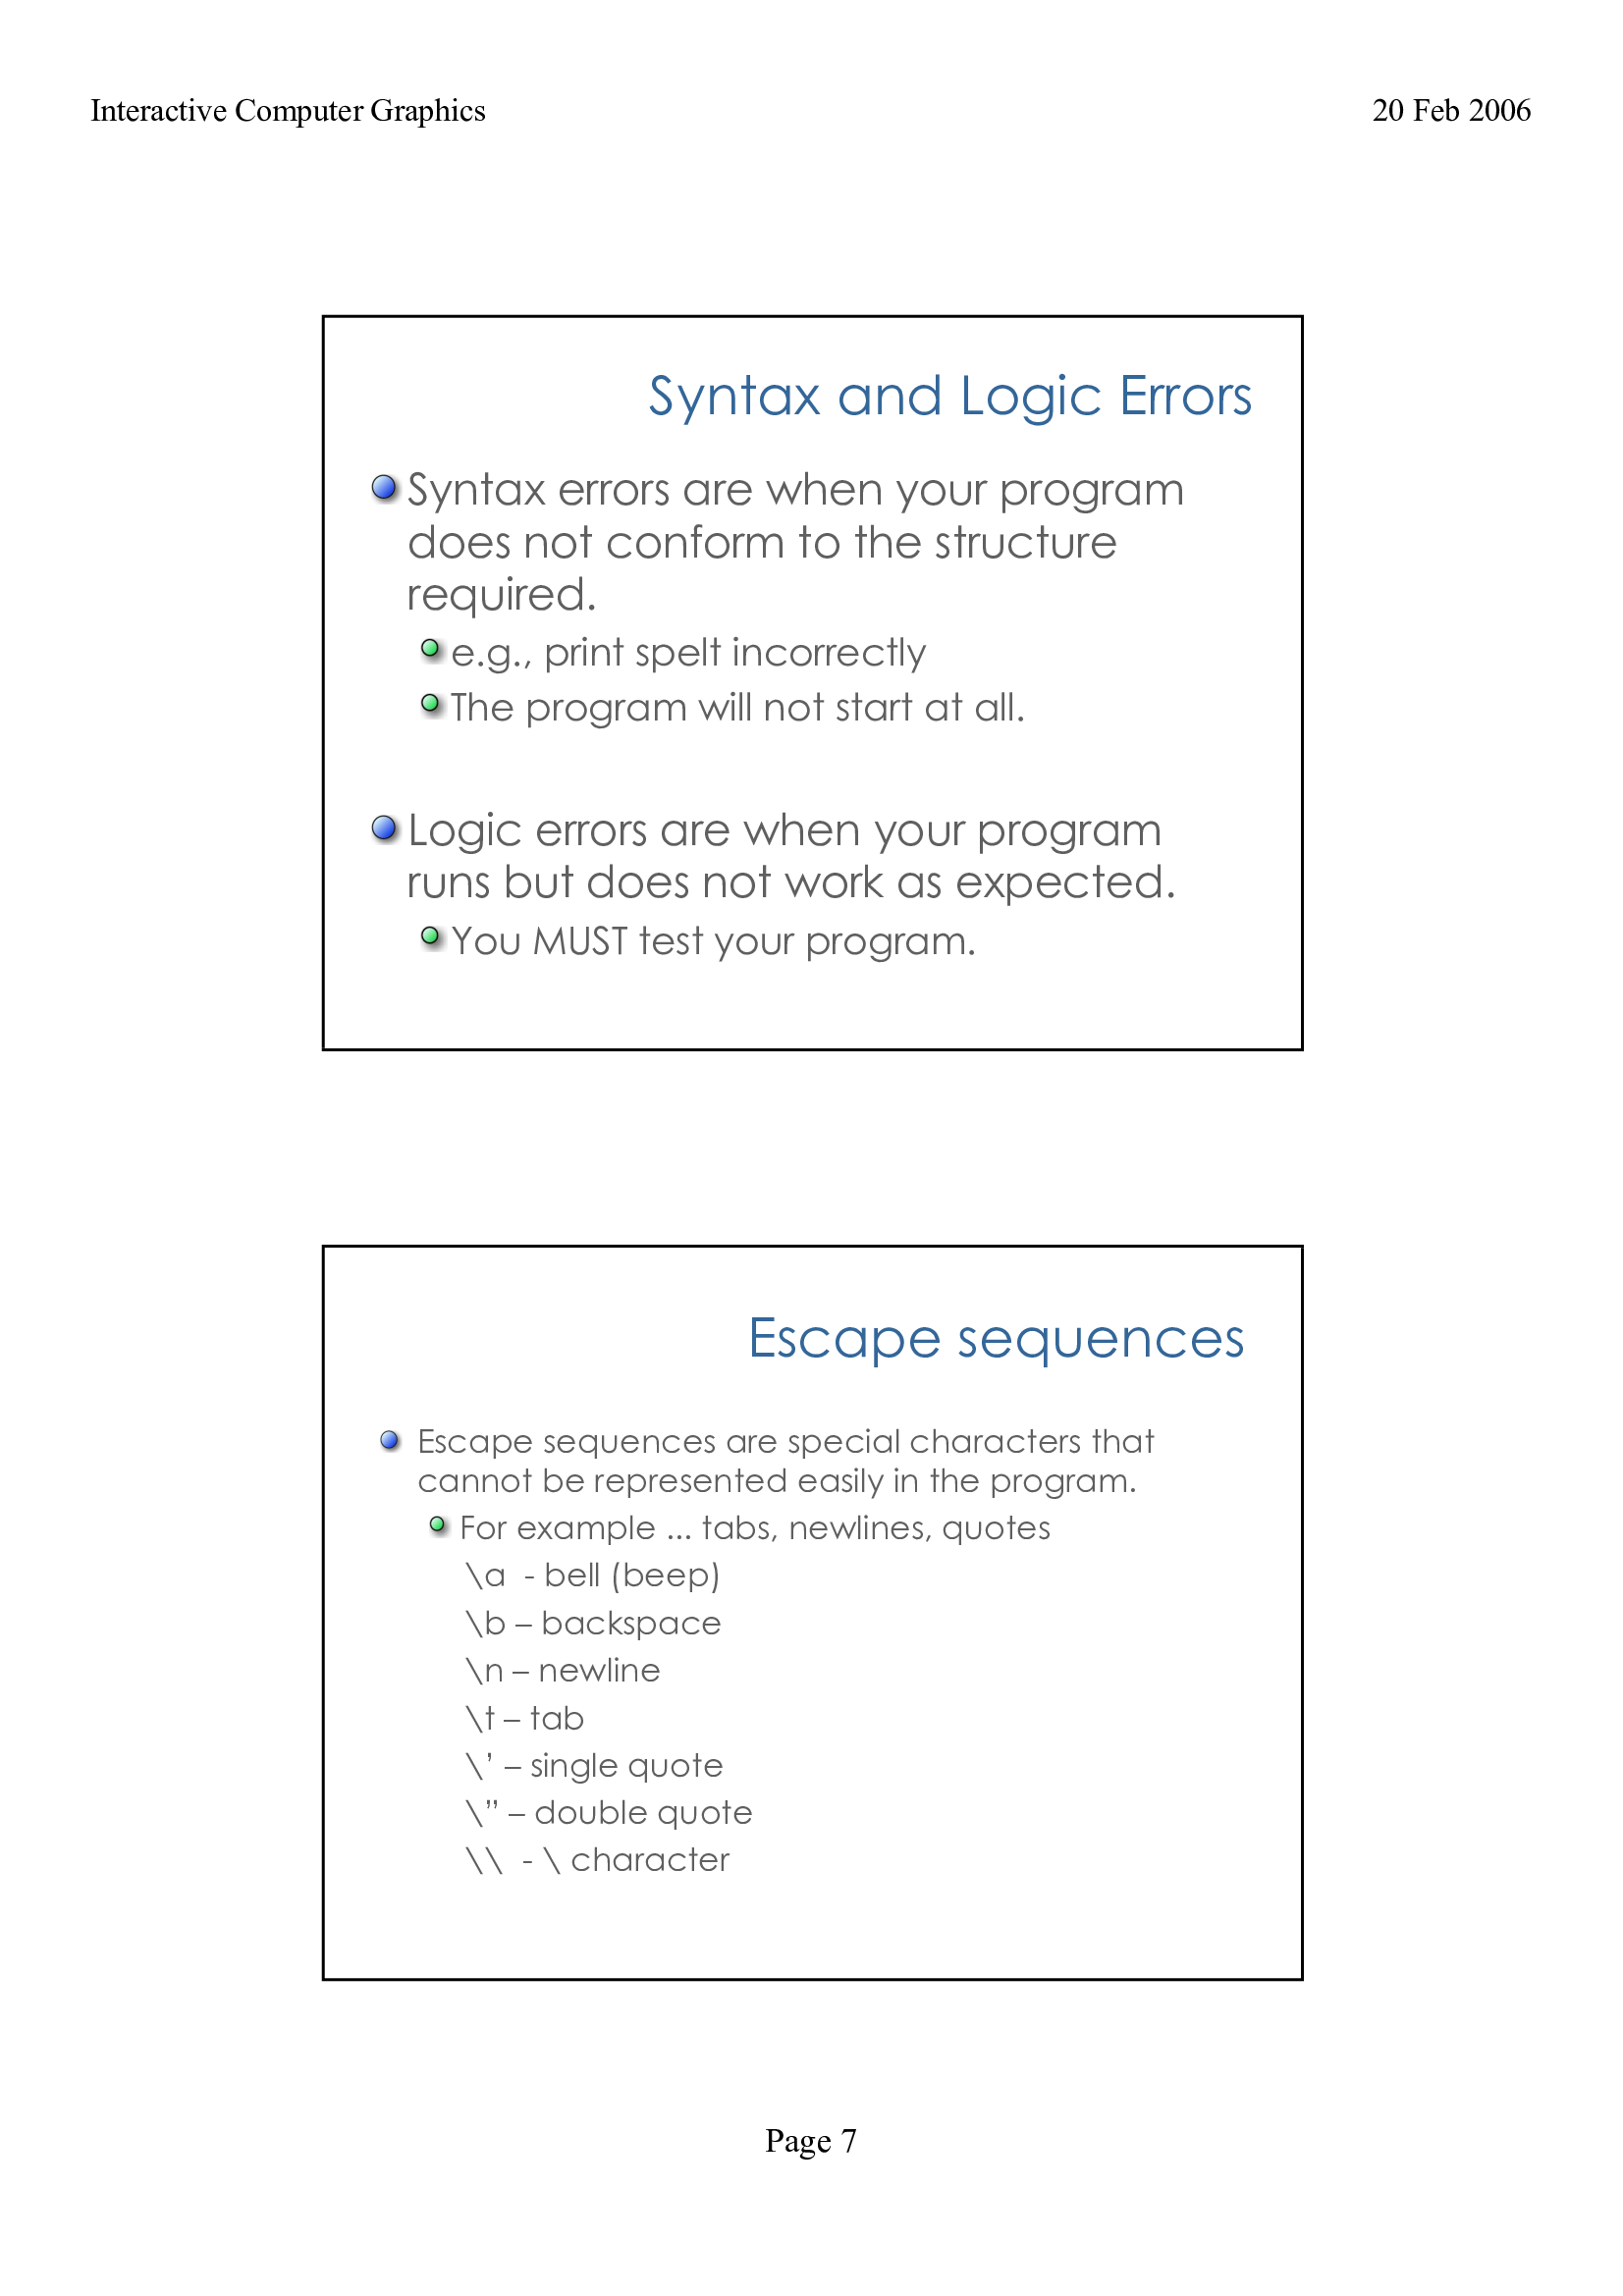 Interactive Computer Graphics
20 Feb 2006
Syntax and Logic Errors
Syntax errors are when your program
does not conform to the structure
required.
e.g., print spelt incorrectly
The program will not start at all.
Logic errors are when your program
runs but does not work as expected.
You MUST test your program.
Escape sequences
Escape sequences are special characters that
cannot be represented easily in the program.
For example ... tabs, newlines, quotes
\a  - bell (beep)
\b – backspace
\n – newline
\t – tab
\’ – single quote
\” – double quote
\\  - \ character
Page 7